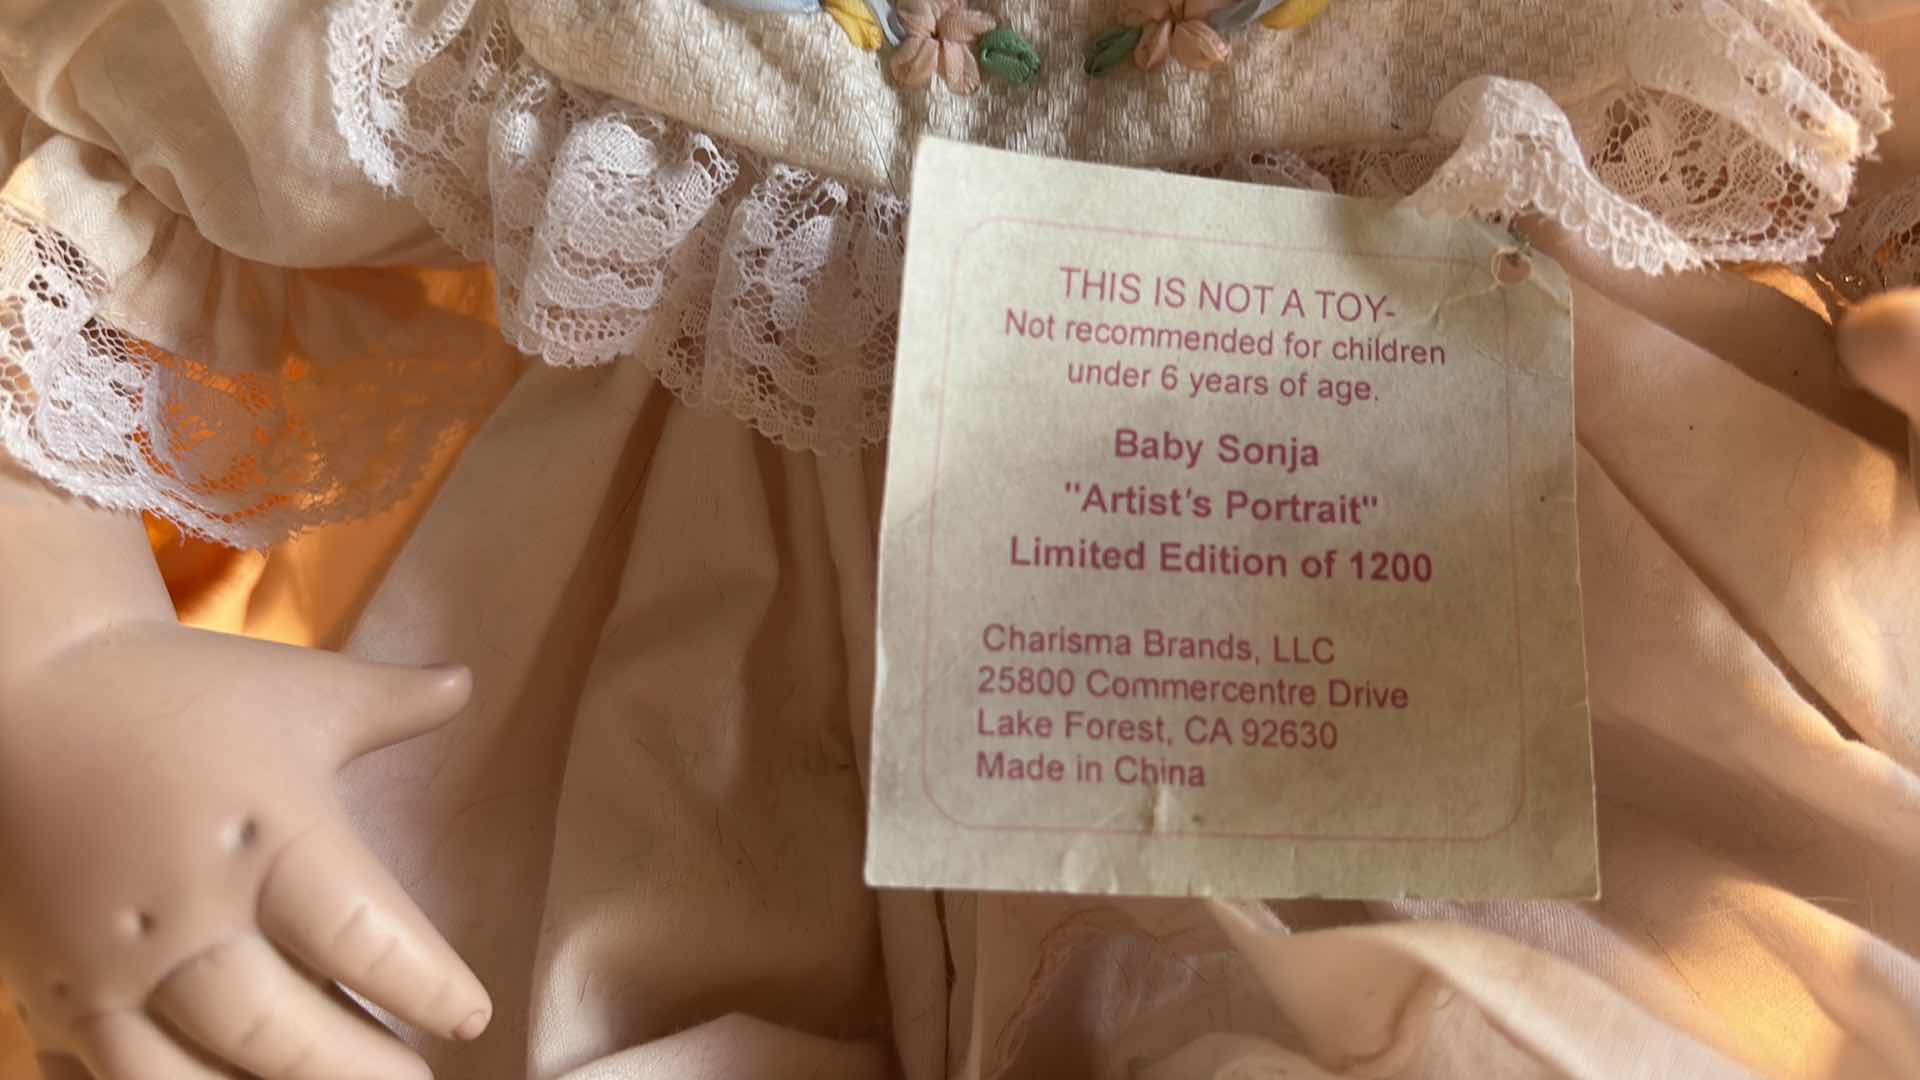 THIS IS NOT A TOY-
Not recommended for children
under 6 years of age.
Baby Sonja
"Artist's Portrait"
Limited Edition of 1200
Charisma Brands, LLC
25800 Commercentre Drive
Lake Forest, CA 92630
Made in China